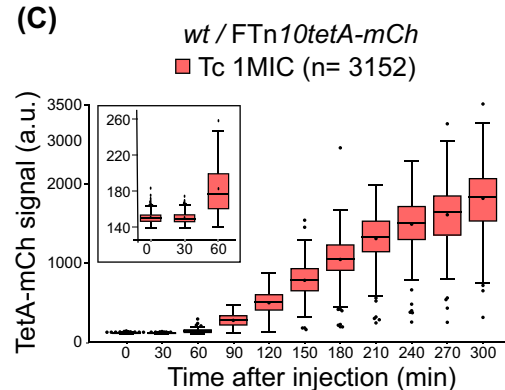 (C)
wt / FTn10tetA-mCh
Tc 1MIC (n= 3152)
TetA-mCh signal (a.u.)
3500
3000
2000
1000
0
260
220
180
140
0 30 60
0 30 60 90 120 150 180 210 240 270 300
Time after injection (min)